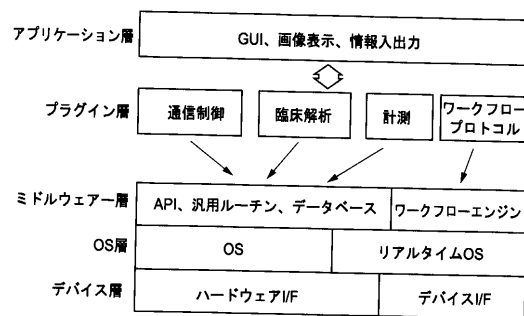 アプリケーション層
GUI、画像表示、情報入出力
プラグイン層
通信制御
臨床解析
計測
ワークフロー
プロトコル
ミドルウェアー層
API、汎用ルーチン、データベース
ワークフローエンジン
OS層
OS
リアルタイムOS
デバイス層
ハードウェアI/F
デバイスI/F